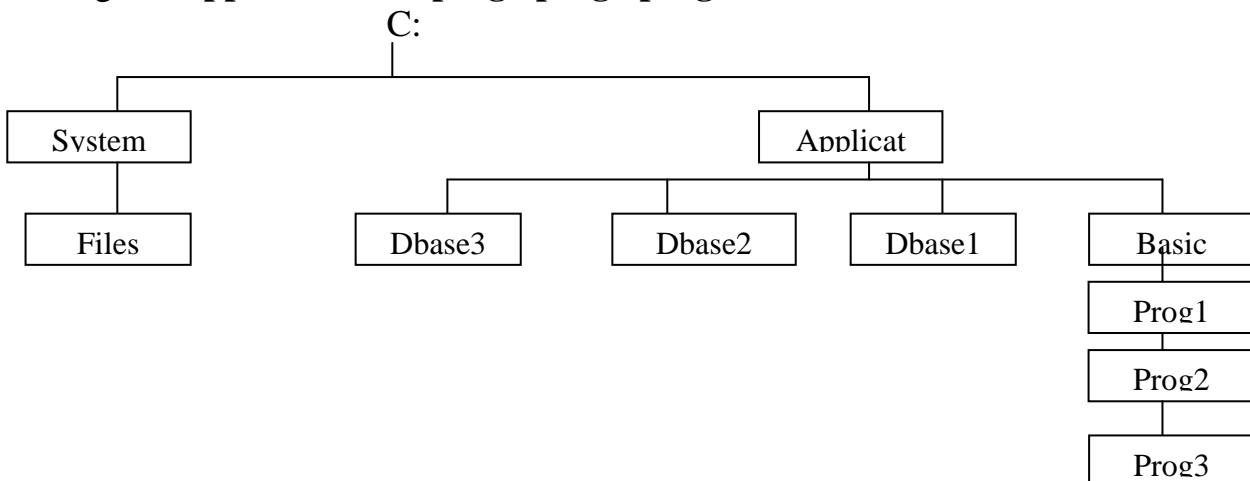 C:
System
Applicat
Files
Dbase3
Dbase2
Dbase1
Basic
Prog1
Prog2
Prog3